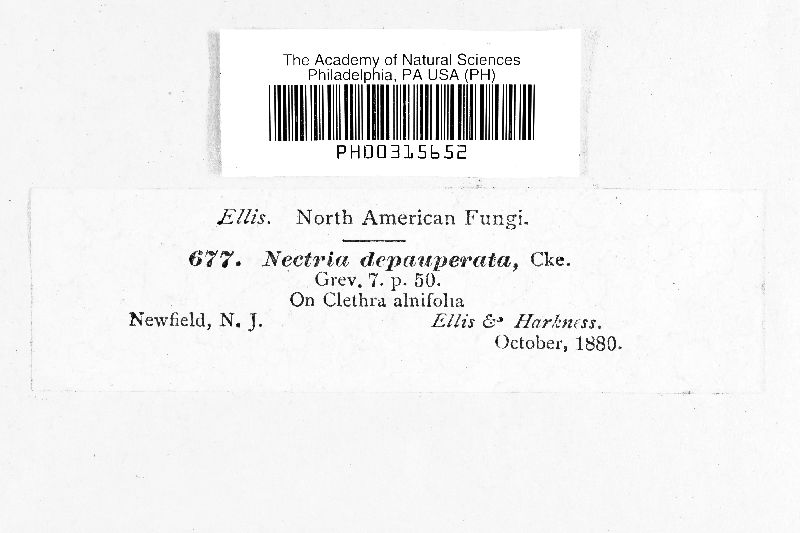 The Academy of Natural Sciences
Philadelphia, PA USA (PH)
PH00315652
Ellis. North American Fungi.
677. Nectria depauperata, Cke.
Grev. 7. p. 50.
On Clethra alnifolia
Newfield, N. J. Ellis & Harkness.
October, 1880.